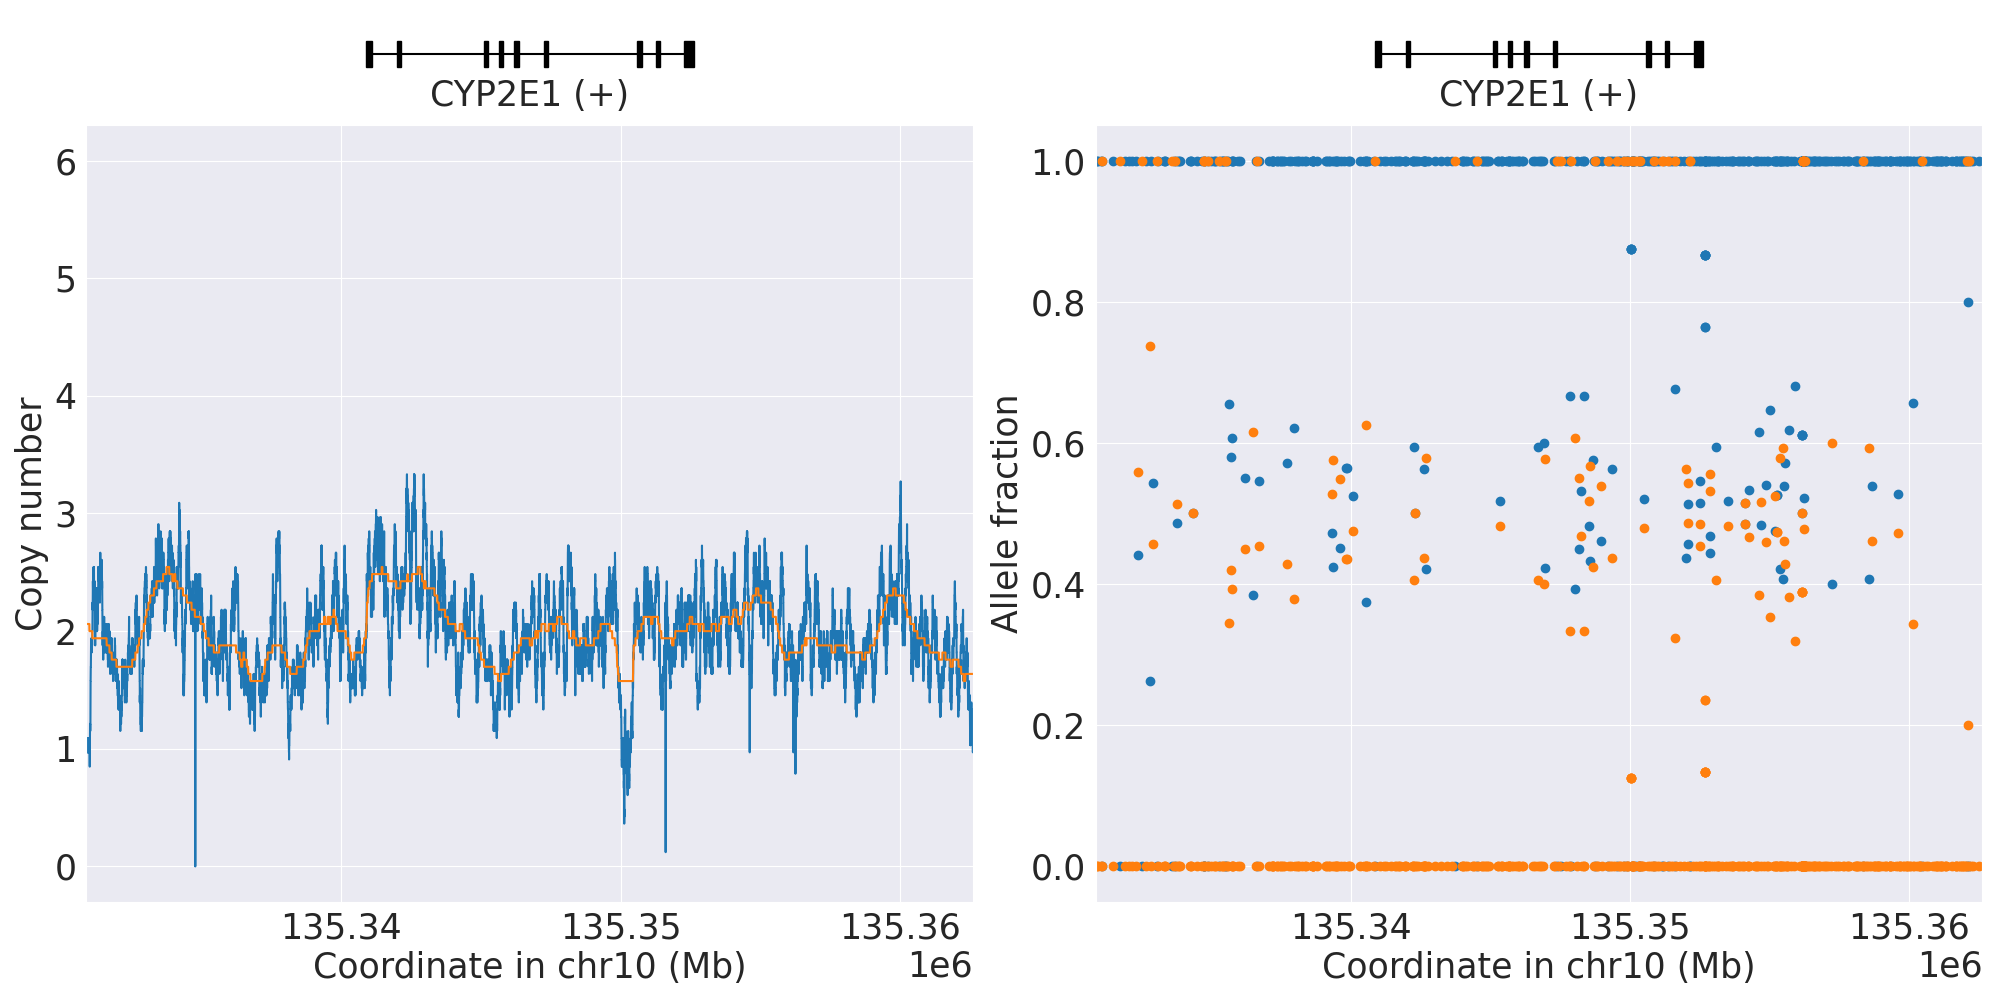 CYP2E1 (+)
CYP2E1 (+)
Copy number
6
5
4
3
2
1
0
135.34
135.35
135.36
Coordinate in chr10 (Mb)
1e6
Allele fraction
1.0
0.8
0.6
0.4
0.2
0.0
135.34
135.35
135.36
Coordinate in chr10 (Mb)
1e6